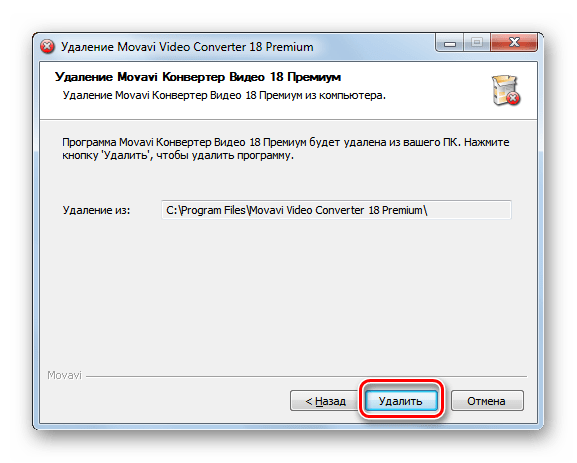 Удаление Movavi Video Converter 18 Premium
Удаление Movavi Конвертер Видео 18 Премиум
Удаление Movavi Конвертер Видео 18 Премиум из компьютера.
Программа Movavi Конвертер Видео 18 Премиум будет удалена из вашего ПК. Нажмите
кнопку 'Удалить', чтобы удалить программу.
Удаление из: C:\Program Files\Movavi Video Converter 18 Premium\
Movavi
< Назад Удалить Отмена